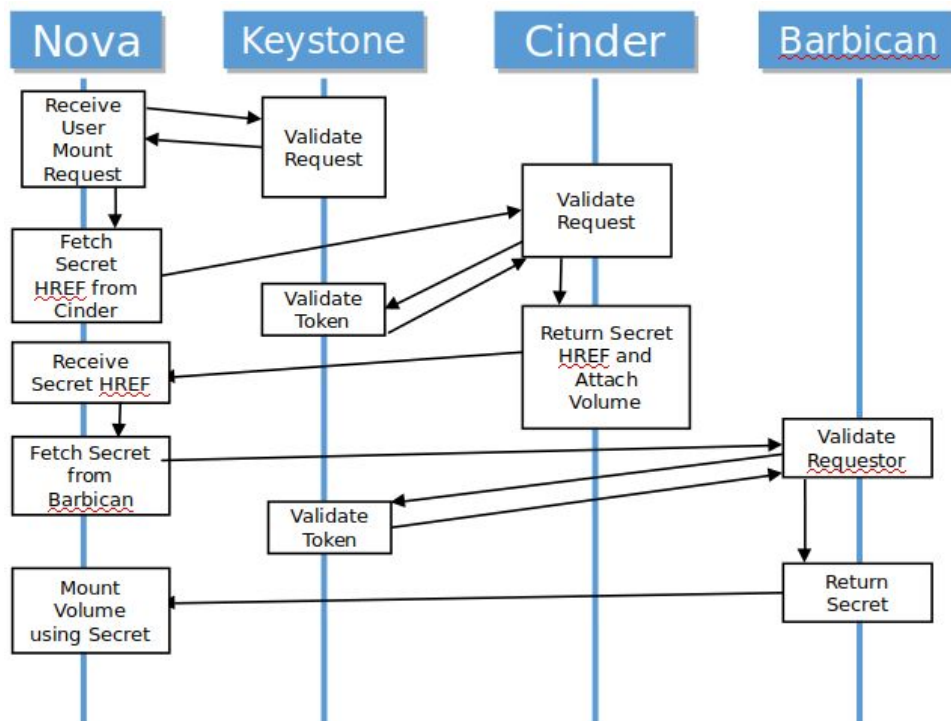 Nova
Keystone
Cinder
Barbican
Receive
User
Mount
Request
Validate
Request
Validate
Request
Fetch
Secret
HREF from
Cinder
Validate
Token
Return Secret
HREF and
Attach
Volume
Receive
Secret HREF
Fetch Secret
from
Barbican
Validate
Requestor
Validate
Token
Mount
Volume
using Secret
Return
Secret